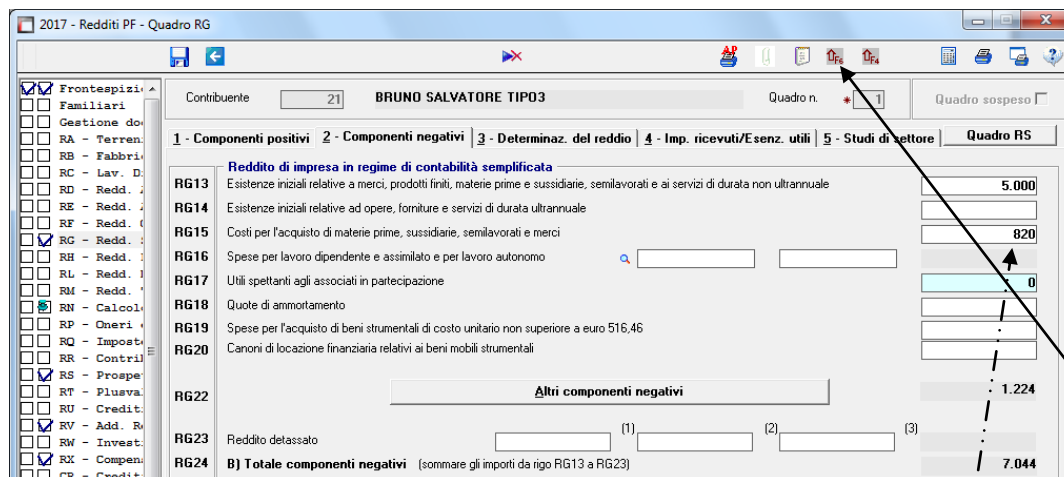 2017 - Redditi PF - Quadro RG
AP
F6
F4
Contribuente 21 BRUNO SALVATORE TIPO3 Quadro n. * 1 Quadro sospeso
1 - Componenti positivi 2 - Componenti negativi 3 - Determinaz. del reddio 4 - Imp. ricevuti/Esenz. utili 5 - Studi di settore Quadro RS
Frontespizi
Familiari
Gestione do
RA - Terren
RB - Fabbri
RC - Lav. D
RD - Redd.
RE - Redd.
RF - Redd.
RG - Redd.
RH - Redd.
RL - Redd.
RM - Redd.
RN - Calcol
RP - Oneri
RQ - Impost
RR - Contri
RS - Prospe
RT - Plusva
RU - Credit
RV - Add. R
RW - Invest
RX - Compen
CR - Credit
Reddito di impresa in regime di contabilità semplificata
RG13 Esistenze iniziali relative a merci, prodotti finiti, materie prime e sussidiarie, semilavorati e ai servizi di durata non ultrannuale 5.000
RG14 Esistenze iniziali relative ad opere, forniture e servizi di durata ultrannuale
RG15 Costi per l'acquisto di materie prime, sussidiarie, semilavorati e merci 820
RG16 Spese per lavoro dipendente e assimilato e per lavoro autonomo
RG17 Utili spettanti agli associati in partecipazione 0
RG18 Quote di ammortamento
RG19 Spese per l'acquisto di beni strumentali di costo unitario non superiore a euro 516,46
RG20 Canoni di locazione finanziaria relativi ai beni mobili strumentali
RG22 Altri componenti negativi 1.224
RG23 Reddito detassato (1) (2) (3)
RG24 B) Totale componenti negativi (sommare gli importi da rigo RG13 a RG23) 7.044